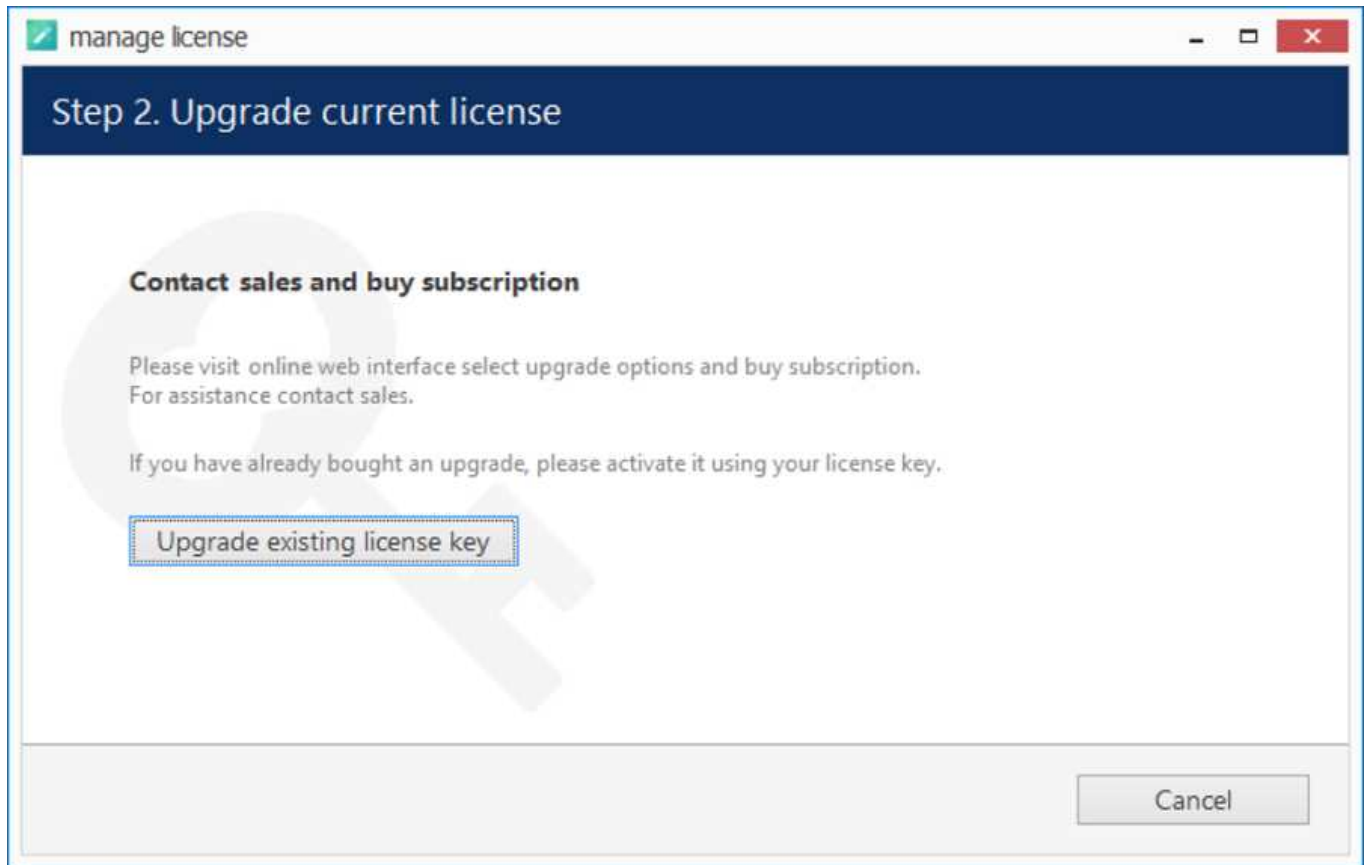 manage license
Step 2. Upgrade current license
Contact sales and buy subscription
Please visit online web interface select upgrade options and buy subscription.
For assistance contact sales.
If you have already bought an upgrade, please activate it using your license key.
Upgrade existing license key
Cancel